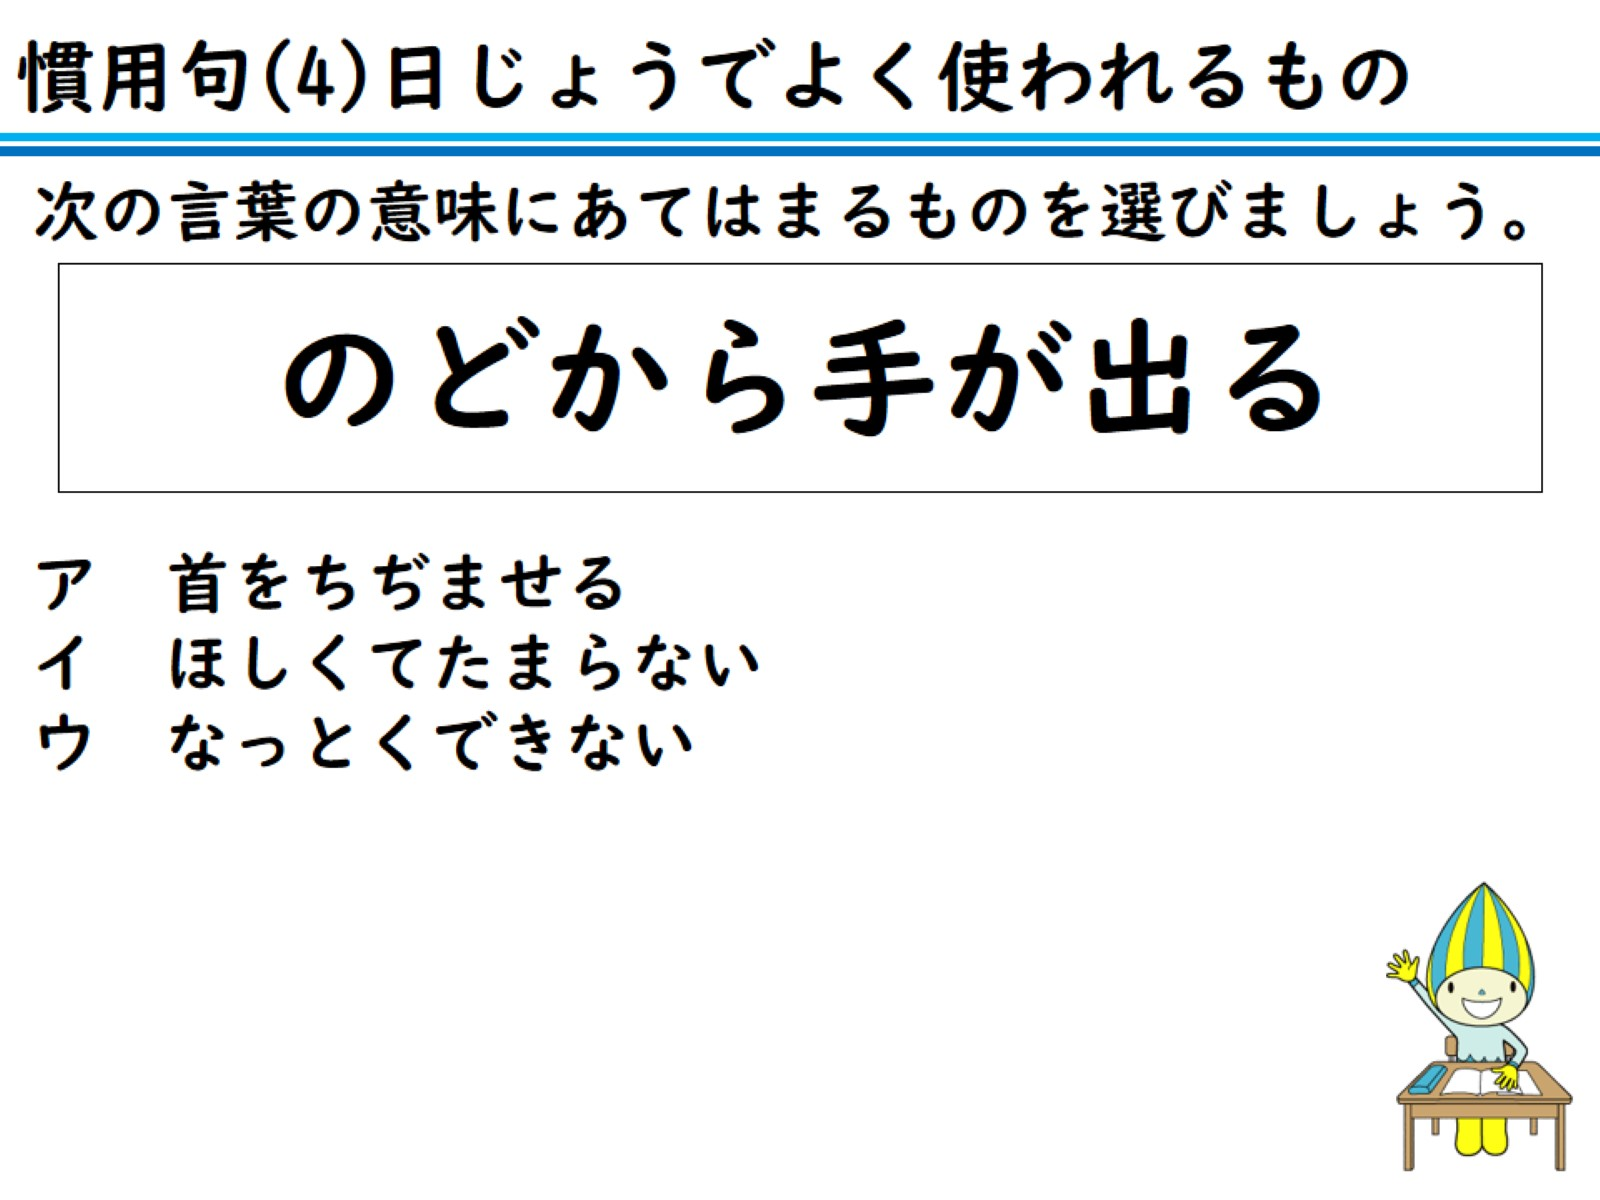 慣用句(4)日じょうでよく使われるもの
次の言葉の意味にあてはまるものを選びましょう。
のどから手が出る
ア　首をちぢませる
イ　ほしくてたまらない
ウ　なっとくできない